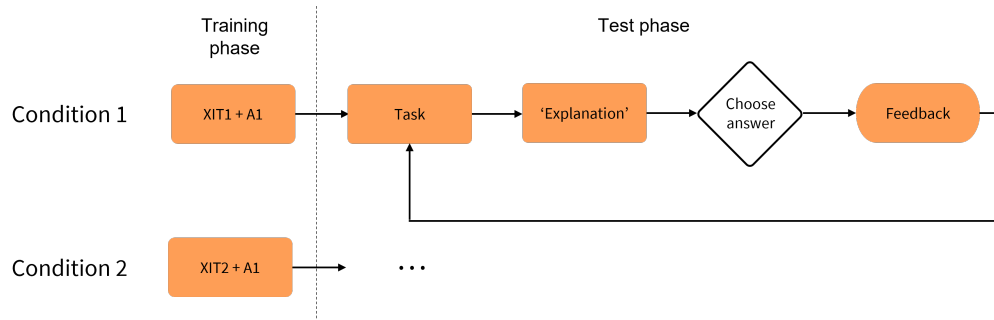 Training
phase
Test phase
Condition 1
XIT1 + A1
Task
‘Explanation’
Choose
answer
Feedback
Condition 2
XIT2 + A1
...